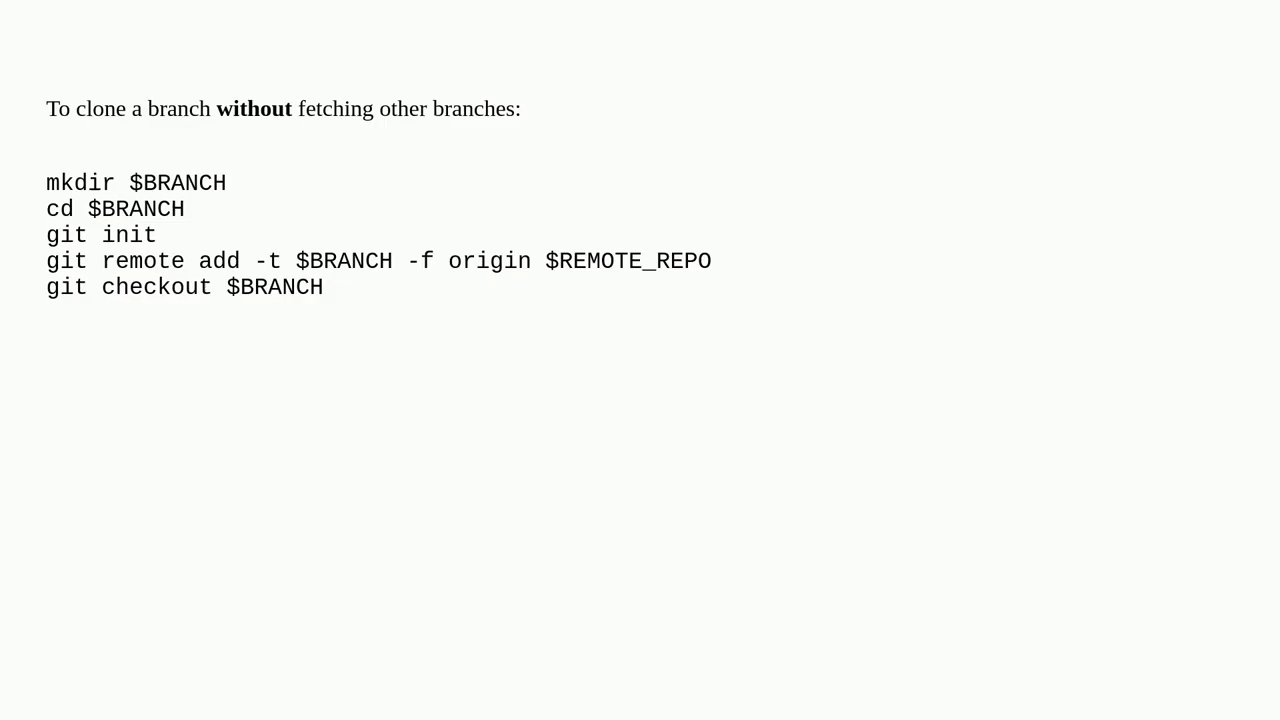 To clone a branch without fetching other branches:
mkdir $BRANCH
cd $BRANCH
git init
git remote add -t $BRANCH -f origin $REMOTE_REPO
git checkout $BRANCH